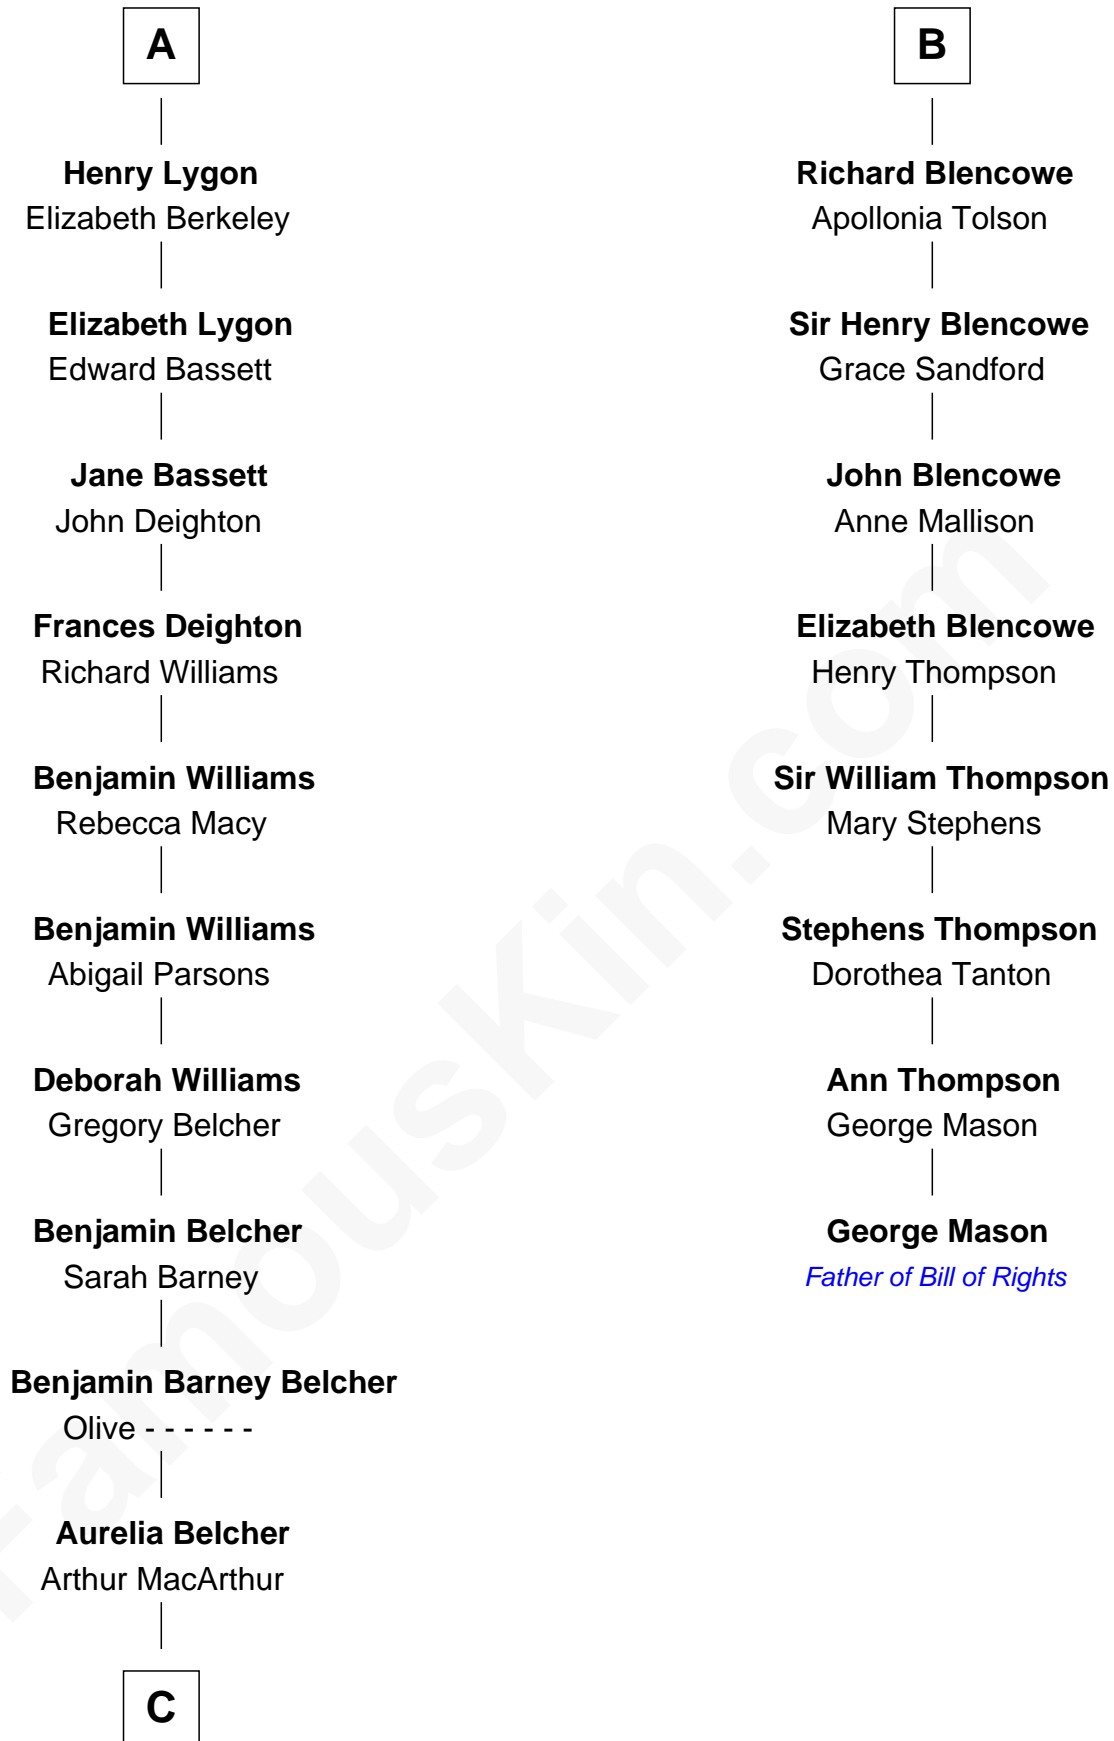 A
Henry Lygon
Elizabeth Berkeley
Elizabeth Lygon
Edward Bassett
Jane Bassett
John Deighton
Frances Deighton
Richard Williams
Benjamin Williams
Rebecca Macy
Benjamin Williams
Abigail Parsons
Deborah Williams
Gregory Belcher
Benjamin Belcher
Sarah Barney
Benjamin Barney Belcher
Olive - - - - - -
Aurelia Belcher
Arthur MacArthur
C
B
Richard Blencowe
Apollonia Tolson
Sir Henry Blencowe
Grace Sandford
John Blencowe
Anne Mallison
Elizabeth Blencowe
Henry Thompson
Sir William Thompson
Mary Stephens
Stephens Thompson
Dorothea Tanton
Ann Thompson
George Mason
George Mason
Father of Bill of Rights
FamousKin.com